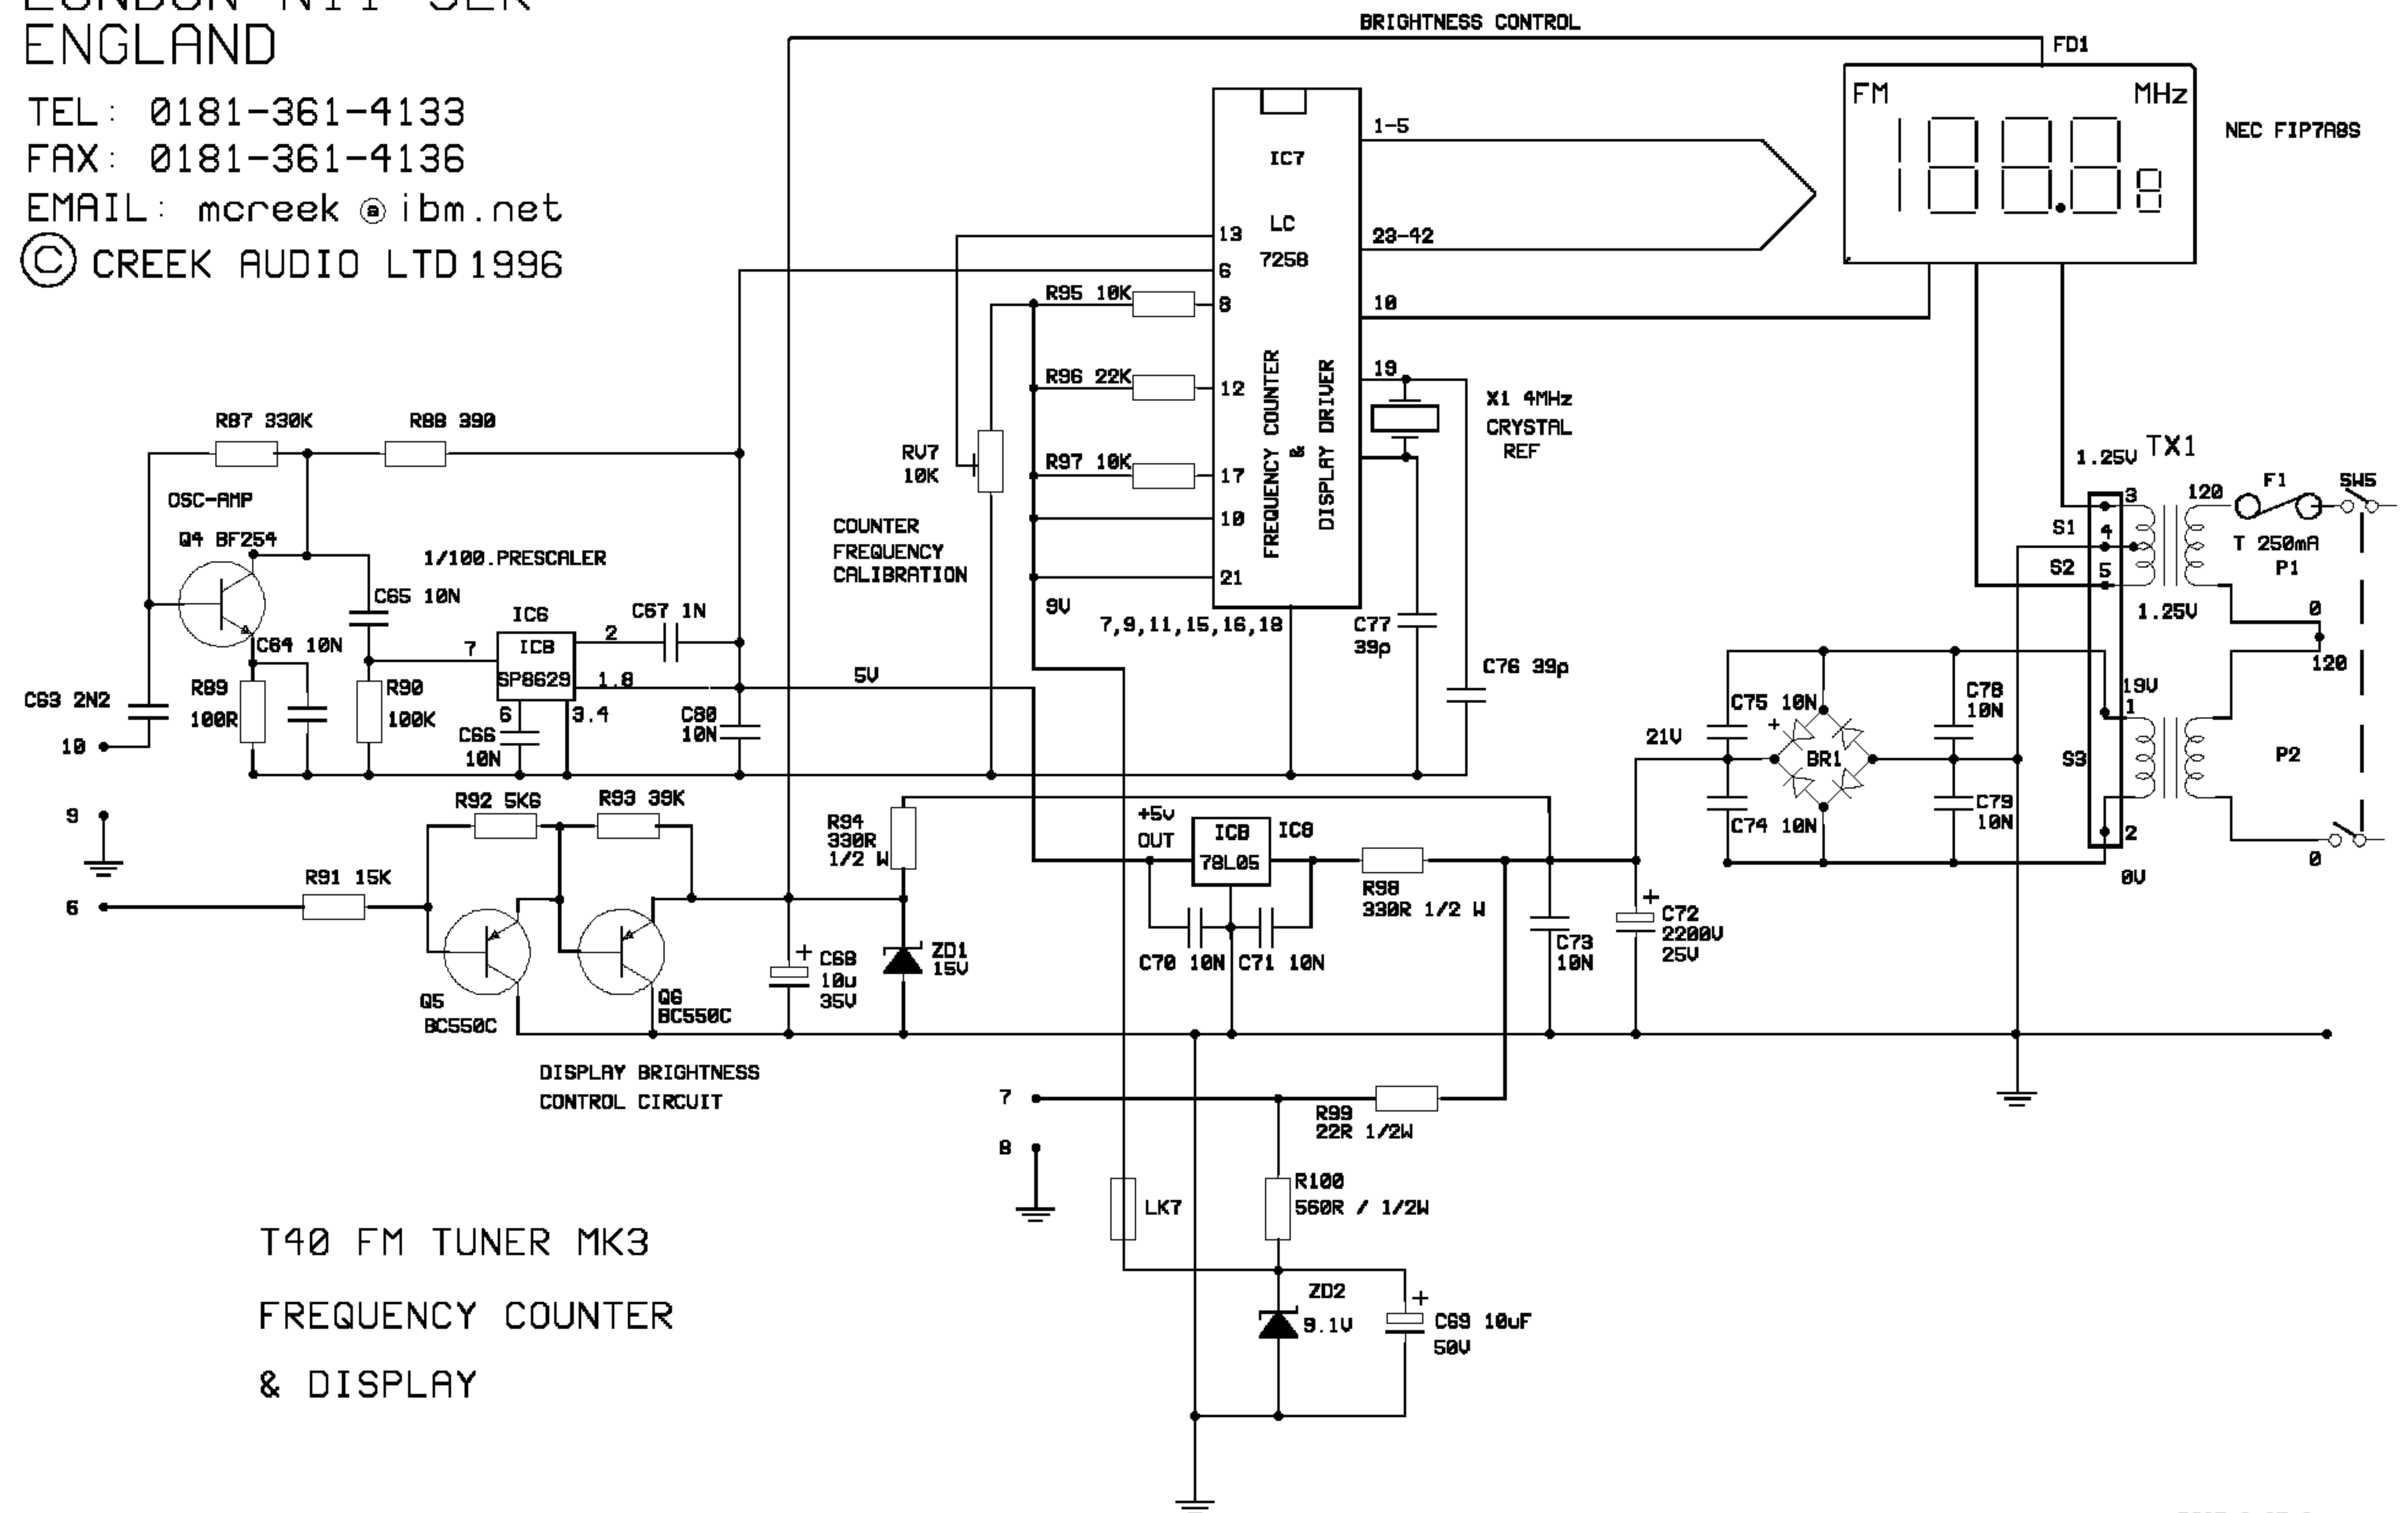 ENGLAND
TEL: 0181-361-4133
FAX: 0181-361-4136
EMAIL: mcreek @ ibm.net
© CREEK AUDIO LTD 1996
BRIGHTNESS CONTROL
FD1
FM
MHz
188.8 8
NEC FIP7A8S
IC7
LC
7258
FREQUENCY COUNTER
&
DISPLAY DRIVER
1-5
23-42
10
19
13
6
8
12
17
10
21
7,9,11,15,16,18
R95 10K
R96 22K
R97 10K
9V
RV7
10K
COUNTER
FREQUENCY
CALIBRATION
X1 4MHz
CRYSTAL
REF
C77
39p
C76 39p
R87 330K
R88 390
OSC-AMP
Q4 BF254
1/100.PRESCALER
C65 10N
C64 10N
IC6
ICB
SP8629
7
2
1.8
6
3.4
C67 1N
5V
C63 2N2
R89
100R
R90
100K
C66
10N
C80
10N
10
9
6
R92 5K6
R93 39K
R91 15K
Q5
BC550C
Q6
BC550C
DISPLAY BRIGHTNESS
CONTROL CIRCUIT
R94
330R
1/2 W
+
C68
10u
35V
ZD1
15V
+5v
OUT
ICB
78L05
IC8
C70 10N
C71 10N
R98
330R 1/2 W
C73
10N
+
C72
2200V
25V
21V
C75 10N
+
BR1
C74 10N
C78
10N
C79
10N
1.25V
TX1
3
4
5
S1
S2
1.25V
120
F1
SW5
T 250mA
P1
0
120
19V
1
S3
2
0V
P2
0
7
8
R99
22R 1/2W
LK7
R100
560R / 1/2W
ZD2
9.1V
+
C69 10uF
50V
T40 FM TUNER MK3
FREQUENCY COUNTER
& DISPLAY